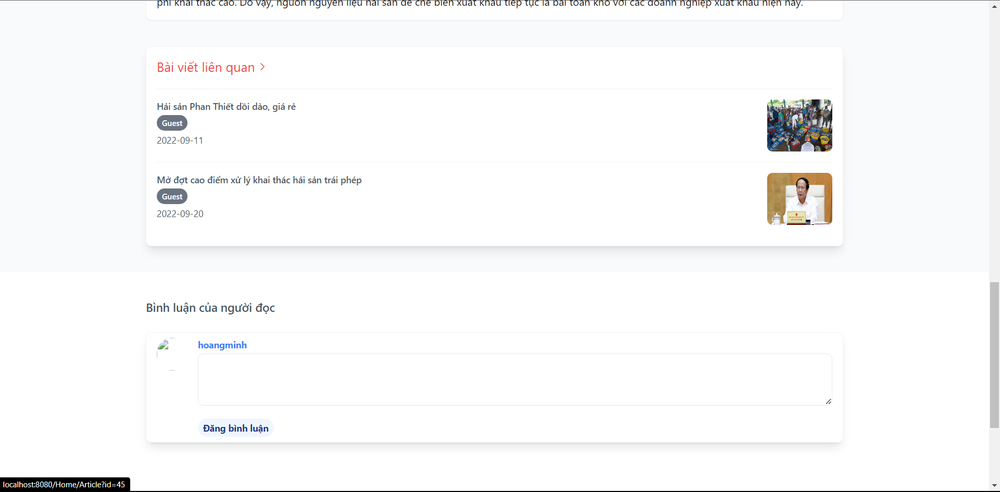 phí khai thác cao. Do vậy, nguồn nguyên liệu hải sản để chế biến xuất khẩu tiếp tục là bài toán khó với các doanh nghiệp xuất khẩu hiện nay.
Bài viết liên quan >
Hải sản Phan Thiết dồi dào, giá rẻ
Guest
2022-09-11
Mở đợt cao điểm xử lý khai thác hải sản trái phép
Guest
2022-09-20
Bình luận của người đọc
hoangminh
Đăng bình luận
localhost:8080/Home/Article?id=45